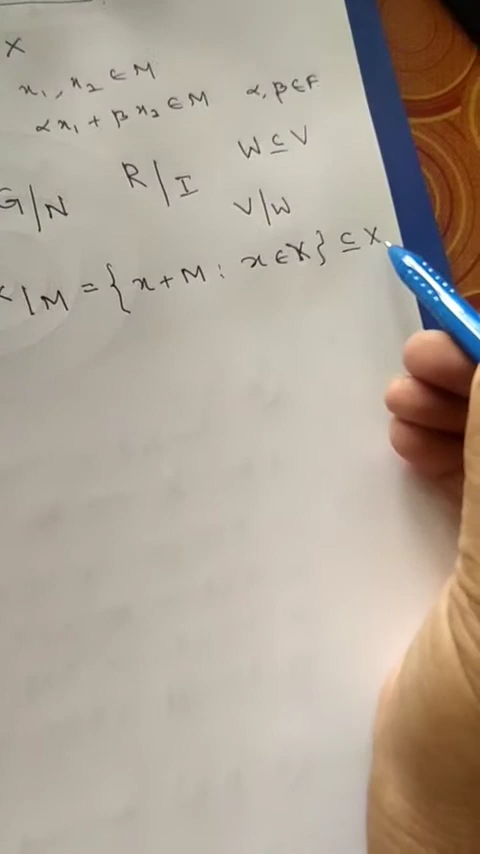 X
x₁, x₂ ∈ M
αx₁ + βx₂ ∈ M α, β ∈ F
G/N R/I W ⊆ V
V/W
X/M = {x + M : x ∈ X} ⊆ X